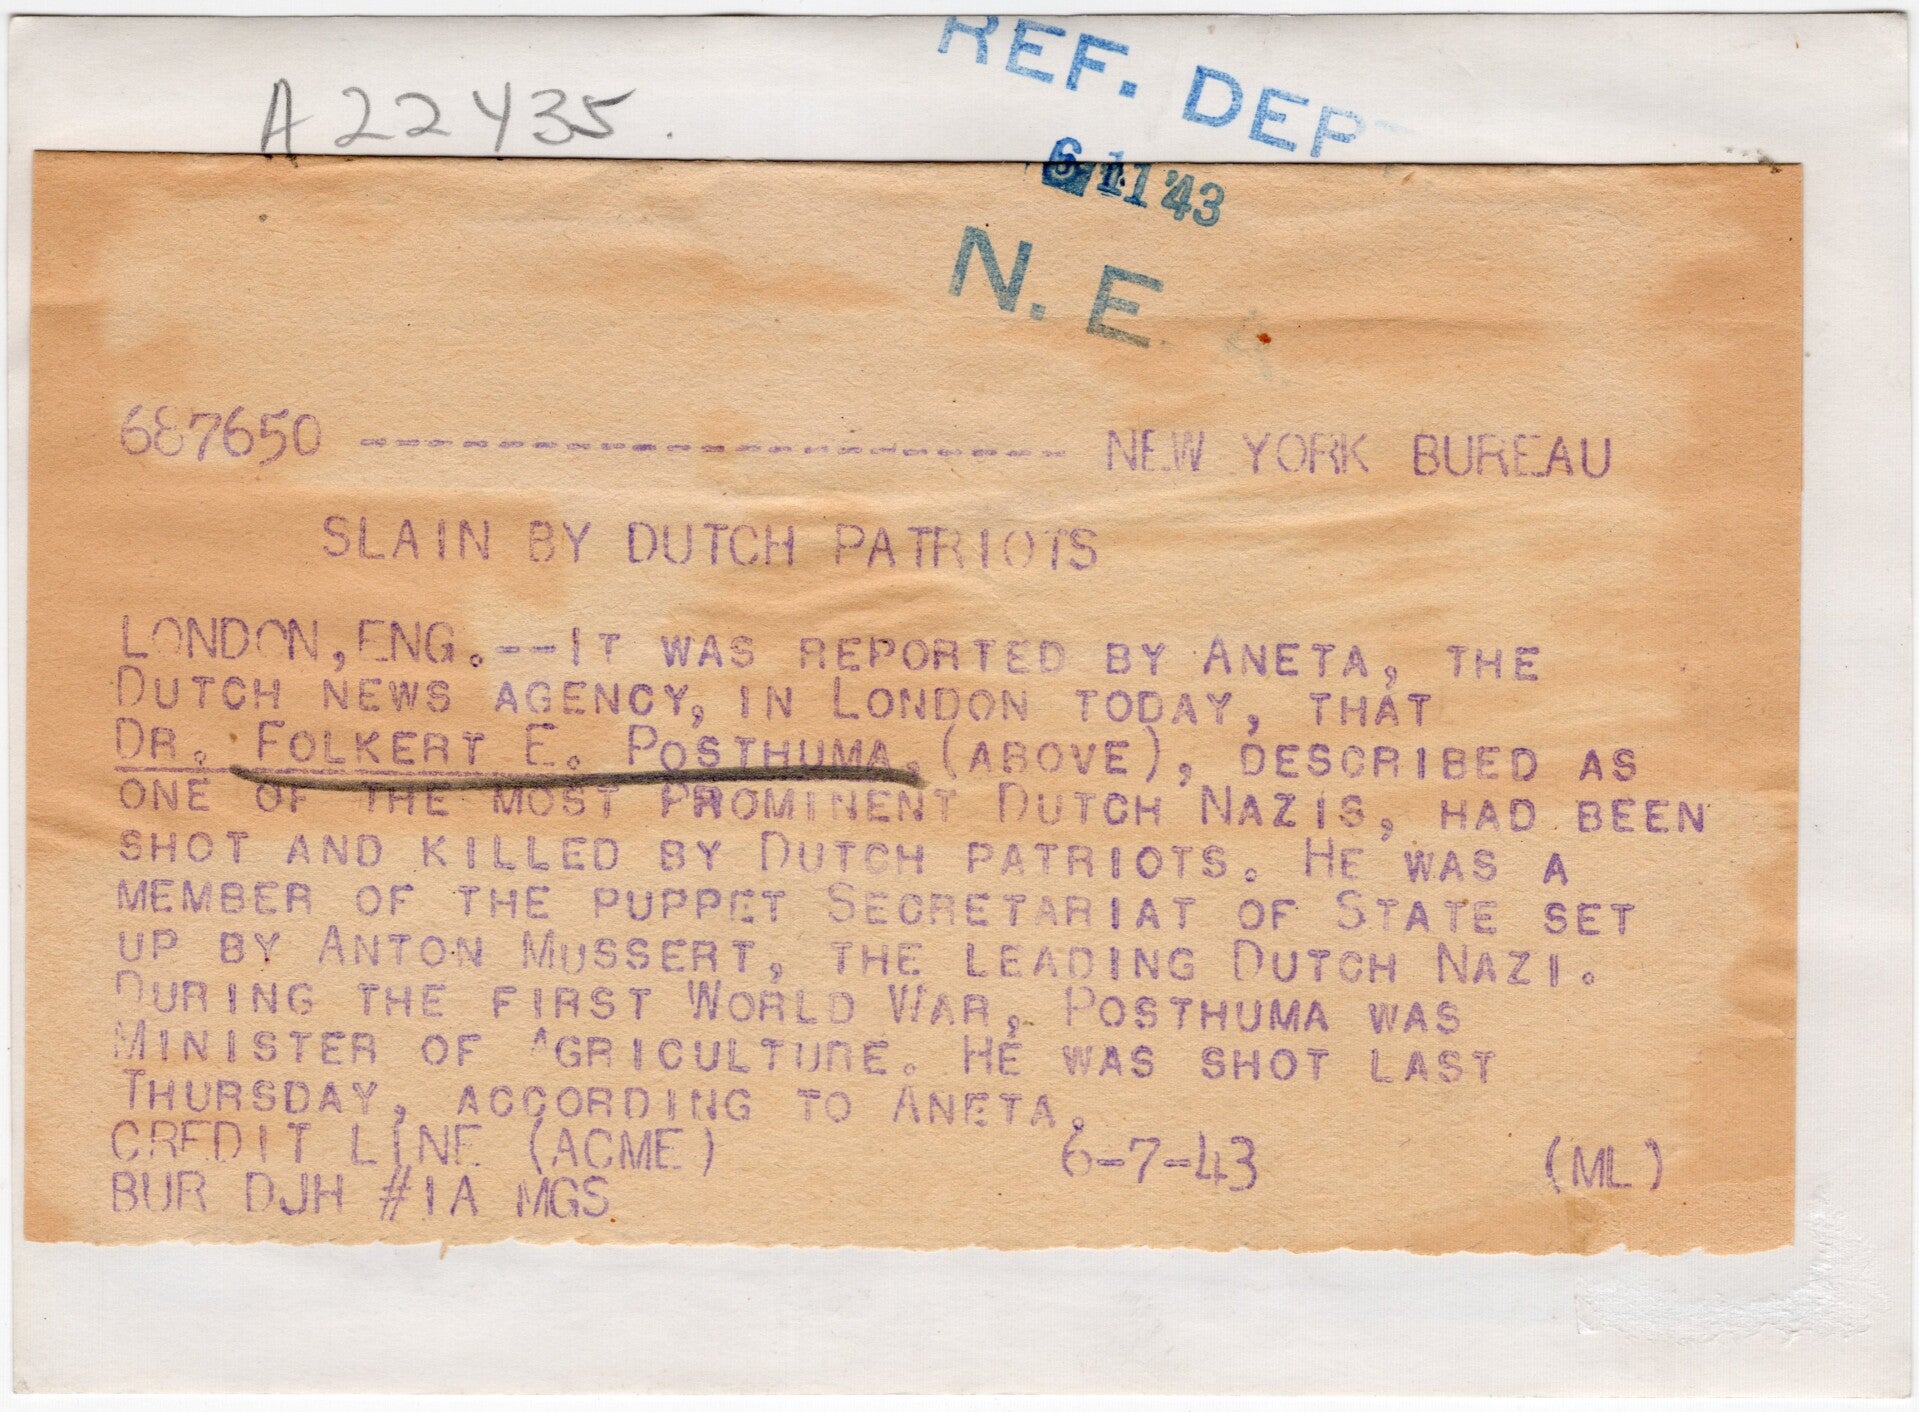 REF. DEP
A 22435.
6 11 '43
N. E
687650 ---------------------- NEW YORK BUREAU
SLAIN BY DUTCH PATRIOTS
LONDON, ENG.--IT WAS REPORTED BY ANETA, THE
DUTCH NEWS AGENCY, IN LONDON TODAY, THAT
DR. FOLKERT E. POSTHUMA, (ABOVE), DESCRIBED AS
ONE OF THE MOST PROMINENT DUTCH NAZIS, HAD BEEN
SHOT AND KILLED BY DUTCH PATRIOTS. HE WAS A
MEMBER OF THE PUPPET SECRETARIAT OF STATE SET
UP BY ANTON MUSSERT, THE LEADING DUTCH NAZI.
DURING THE FIRST WORLD WAR, POSTHUMA WAS
MINISTER OF AGRICULTURE. HE WAS SHOT LAST
THURSDAY, ACCORDING TO ANETA.
CREDIT LINE (ACME) 6-7-43 (ML)
BUR DJH #1A MGS